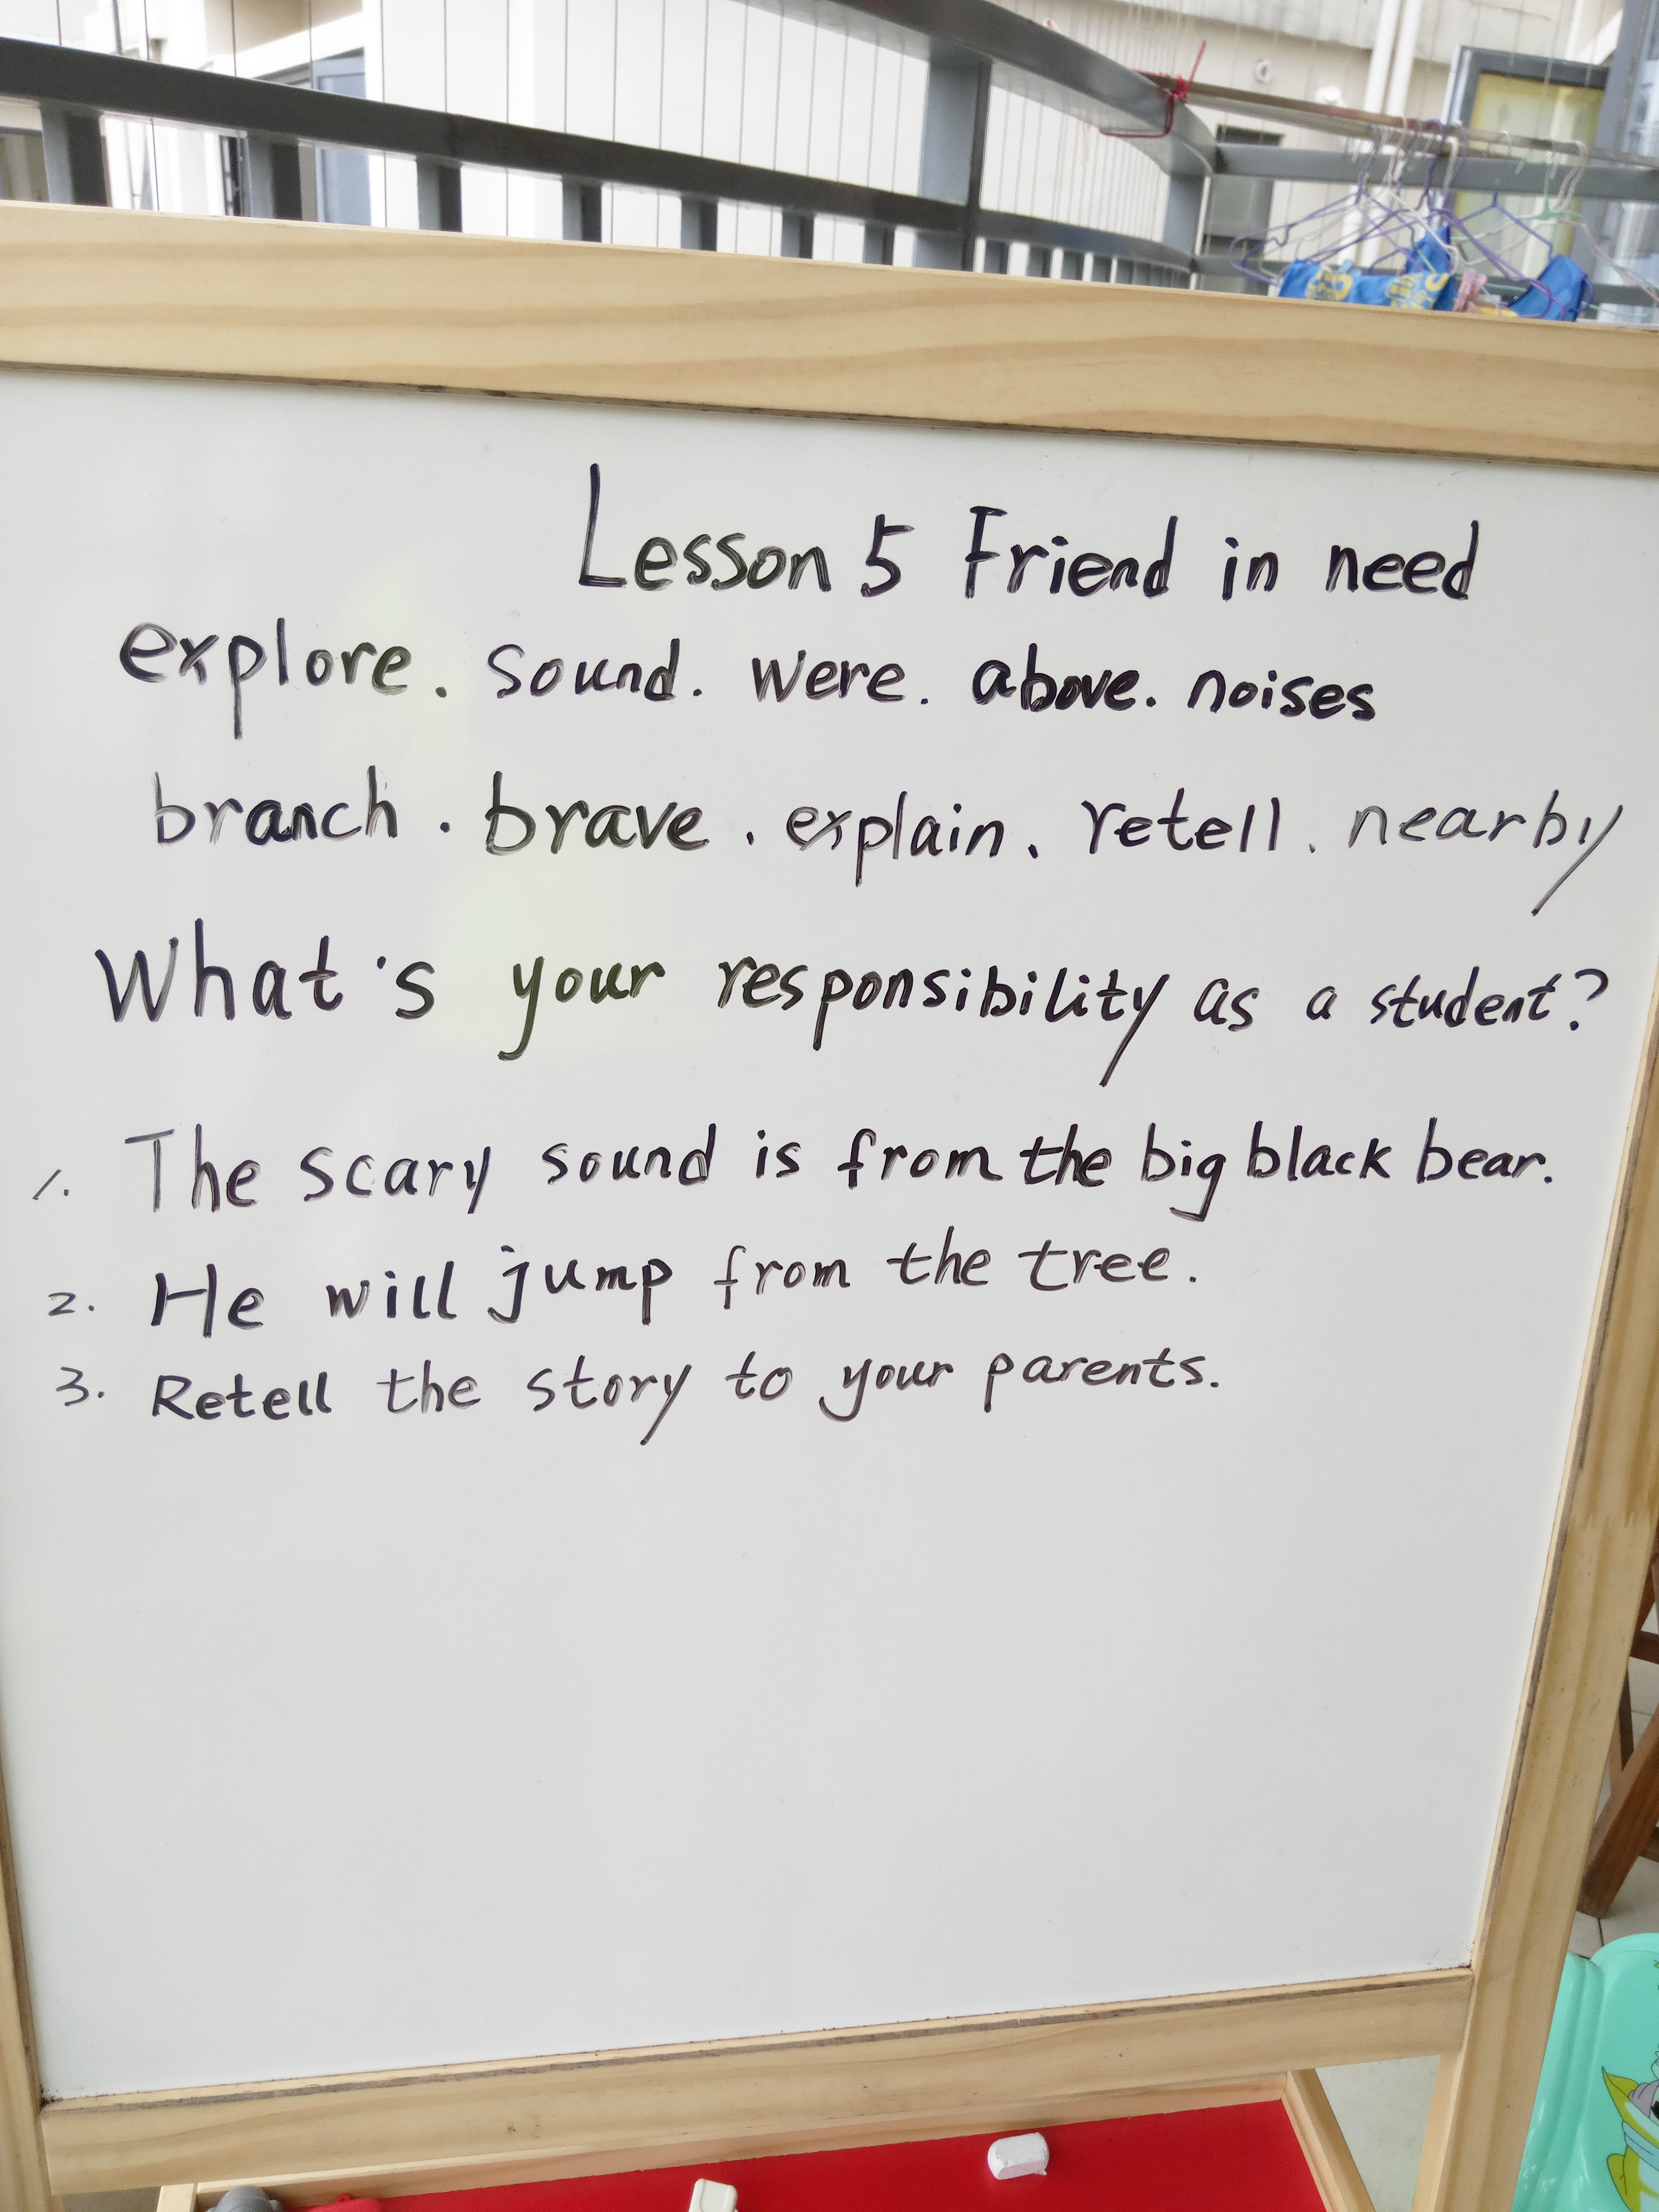 Lesson 5 Friend in need
explore. sound. were. above. noises
branch. brave. explain. retell. nearby
What's your responsibility as a student?
1. The scary sound is from the big black bear.
2. He will jump from the tree.
3. Retell the story to your parents.